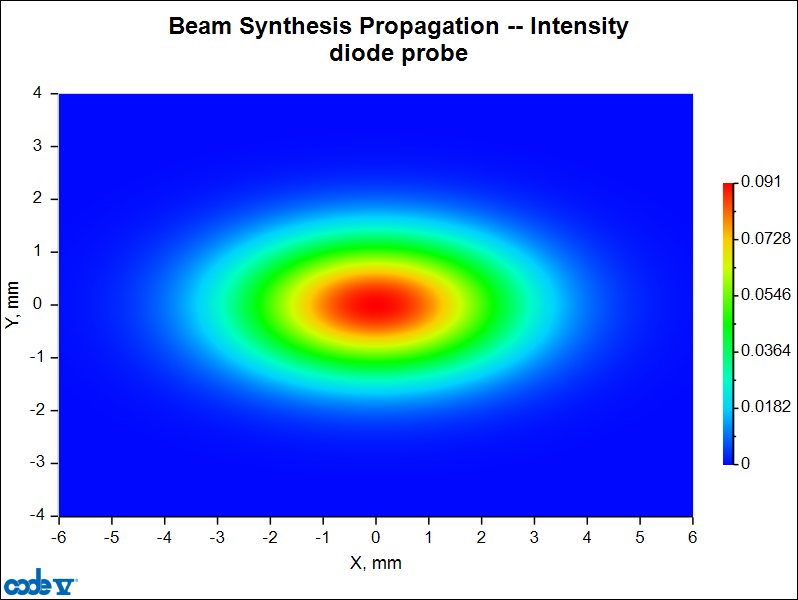 Beam Synthesis Propagation -- Intensity
diode probe
4
3
2
1
0
-1
-2
-3
-4
Y, mm
-6 -5 -4 -3 -2 -1 0 1 2 3 4 5 6
X, mm
0.091
0.0728
0.0546
0.0364
0.0182
0
code V